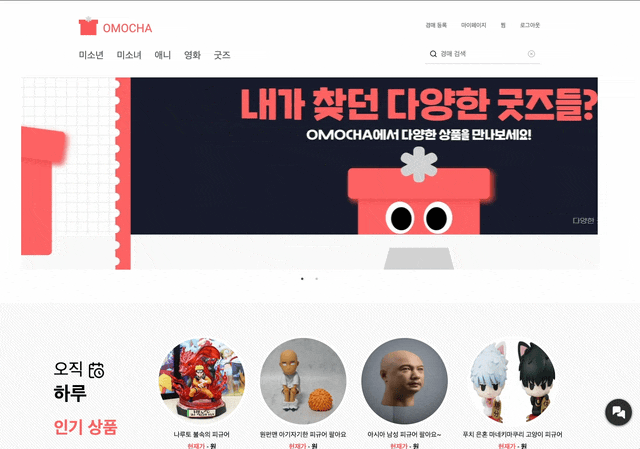 OMOCHA
경매 등록 마이페이지 찜 로그아웃
미소년 미소녀 애니 영화 굿즈
경매 검색
내가 찾던 다양한 굿즈들?
OMOCHA에서 다양한 상품을 만나보세요!
다양한
오직
하루
인기 상품
나루토 불속의 피규어
현재가 - 원
원펀맨 아기자기한 피규어 팔아요
현재가 - 원
아시아 남성 피규어 팔아요~
현재가 - 원
푸치 은혼 마네키마쿠리 고양이 피규어
현재가 - 원